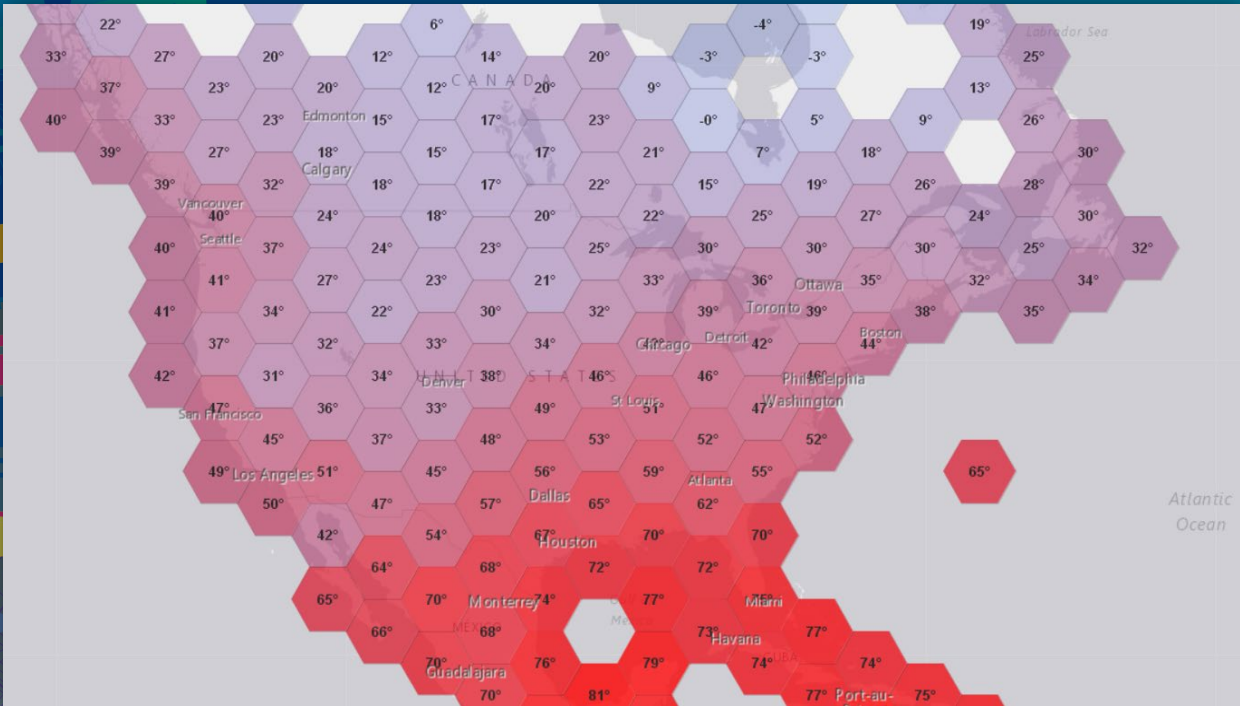 22° 6° -4° 19°
Labrador Sea
33° 27° 20° 12° 14° 20° -3° -3° 25°
CANADA
37° 23° 20° 12° 20° 9° 13°
40° 33° 23° Edmonton 15° 17° 23° -0° 5° 9° 26°
39° 27° 18° 15° 17° 21° 7° 18° 30°
Calgary
39° 32° 18° 17° 22° 15° 19° 26° 28°
Vancouver
40° 24° 18° 20° 22° 25° 27° 24° 30°
Seattle
40° 37° 24° 23° 25° 30° 30° 30° 25° 32°
41° 27° 23° 21° 33° 36° Ottawa 35° 32° 34°
41° 34° 22° 30° 32° 39° Toronto 39° 38° 35°
37° 32° 33° 34° Chicago Detroit 42° Boston 44°
42° 31° 34° UNITED STATES 38° 46° 46° Philadelphia 46°
Denver
San Francisco 47° 36° 33° 49° St. Louis 51° 47° Washington
45° 37° 48° 53° 52° 52°
49° Los Angeles 51° 45° 56° 59° Atlanta 55° 65°
50° 47° 57° Dallas 65° 62° Atlantic
Ocean
42° 54° 67° Houston 70° 70°
64° 68° 72° 72°
65° 70° Monterrey 74° 77° Miami
66° MEXICO 68° 73° Havana 77°
70° Guadalajara 76° 79° 74° CUBA 74°
70° 81° 77° Port-au- 75°